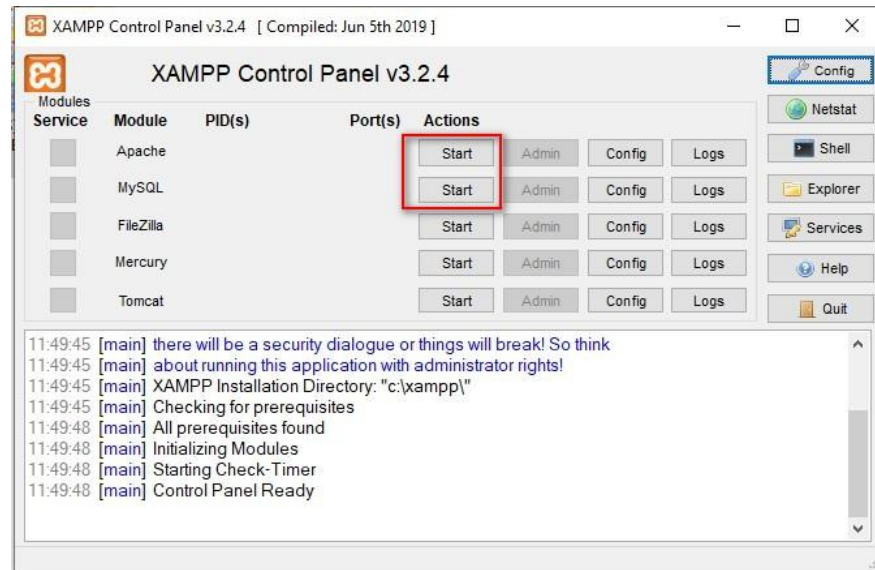 XAMPP Control Panel v3.2.4 [ Compiled: Jun 5th 2019 ]
XAMPP Control Panel v3.2.4
Config
Modules
Service Module PID(s) Port(s) Actions
Netstat
Apache Start Admin Config Logs
Shell
MySQL Start Admin Config Logs
Explorer
FileZilla Start Admin Config Logs
Services
Mercury Start Admin Config Logs
Help
Tomcat Start Admin Config Logs
Quit
11:49:45 [main] there will be a security dialogue or things will break! So think
11:49:45 [main] about running this application with administrator rights!
11:49:45 [main] XAMPP Installation Directory: "c:\xampp\"
11:49:45 [main] Checking for prerequisites
11:49:48 [main] All prerequisites found
11:49:48 [main] Initializing Modules
11:49:48 [main] Starting Check-Timer
11:49:48 [main] Control Panel Ready